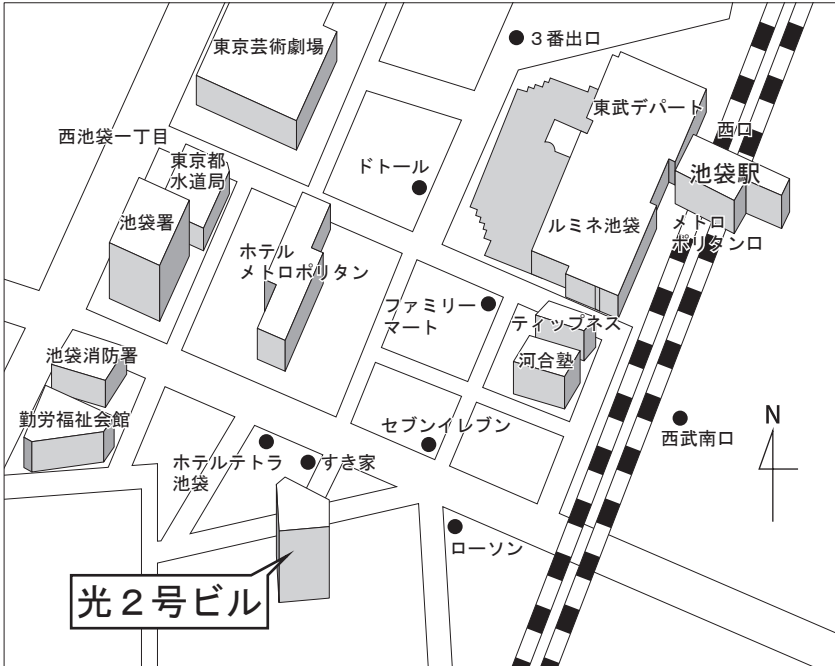 東京芸術劇場
３番出口
東武デパート
西口
池袋駅
西池袋一丁目
東京都
水道局
ドトール
池袋署
ルミネ池袋
メトロ
ポリタン口
ホテル
メトロポリタン
ファミリー
マート
ティップネス
河合塾
池袋消防署
勤労福祉会館
セブンイレブン
西武南口
N
ホテルテトラ
池袋
すき家
ローソン
光２号ビル